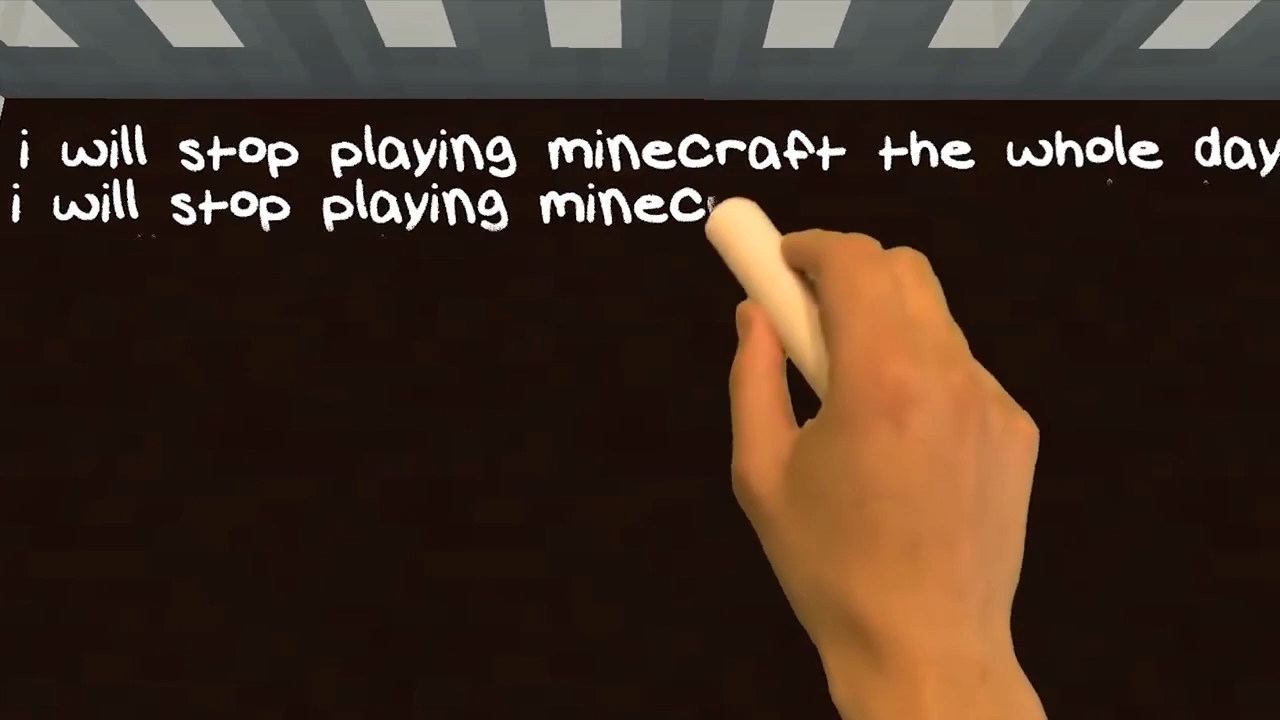 i will stop playing minecraft the whole day
i will stop playing minec